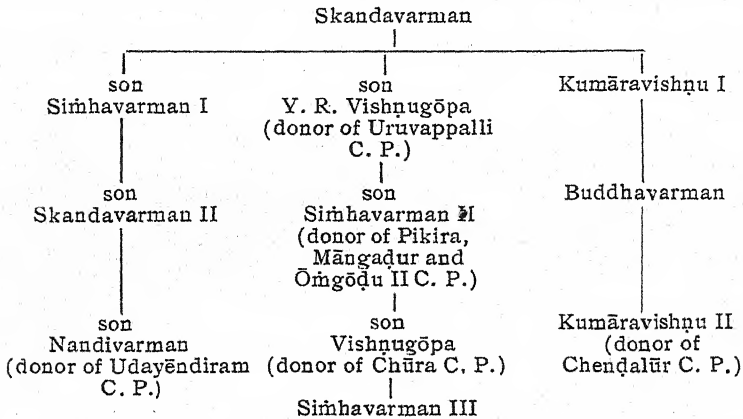 Skandavarman
son
Simhavarman I
son
Y. R. Vishṇugōpa
(donor of Uruvappalli
C. P.)
Kumāravishṇu I
son
Skandavarman II
son
Siṁhavarman II
(donor of Pikira,
Māngaḍur and
Ōṁgōḍu II C. P.)
Buddhavarman
son
Nandivarman
(donor of Udayēndiram
C. P.)
son
Vishṇugōpa
(donor of Chūra C. P.)
Kumāravishṇu II
(donor of
Chendaḷūr C. P.)
Siṁhavarman III